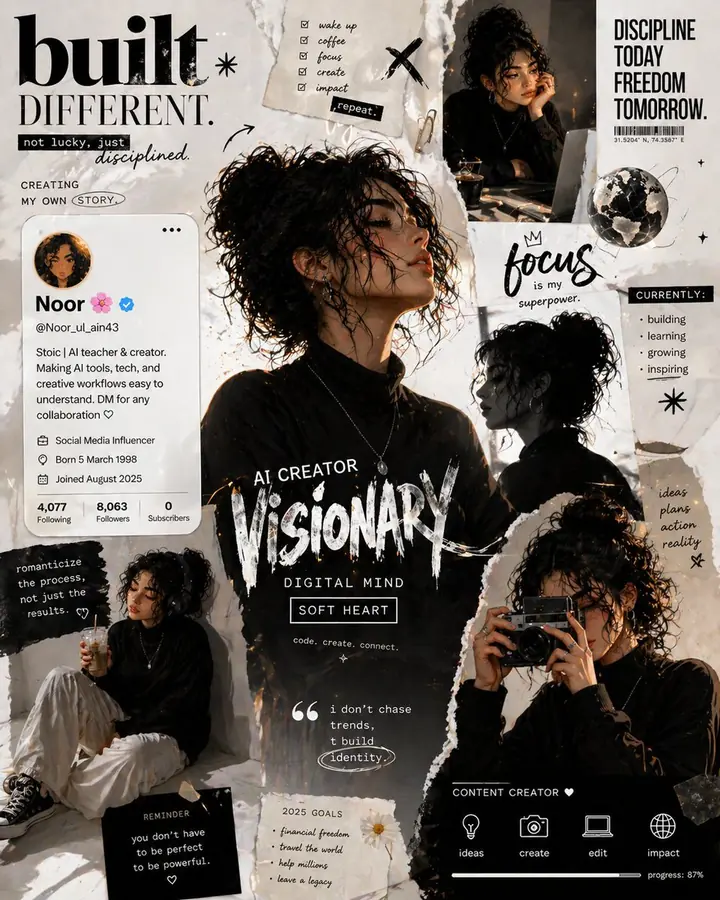 built
DIFFERENT.
not lucky, just
disciplined.
CREATING
MY OWN STORY.
wake up
coffee
focus
create
impact
, repeat.
DISCIPLINE
TODAY
FREEDOM
TOMORROW.
31.5204° N, 74.3587° E
focus
is my
superpower.
CURRENTLY:
• building
• learning
• growing
• inspiring
Noor 🌸
@Noor_ul_ain43
Stoic | AI teacher & creator.
Making AI tools, tech, and
creative workflows easy to
understand. DM for any
collaboration ♡
Social Media Influencer
Born 5 March 1998
Joined August 2025
4,077 8,063 0
Following Followers Subscribers
AI CREATOR
VISIONARY
DIGITAL MIND
SOFT HEART
code. create. connect.
ideas
plans
action
reality
romanticize
the process,
not just the
results. ♡
“ i don't chase
trends,
t build
identity.
REMINDER
you don't have
to be perfect
to be powerful.
♡
2025 GOALS
• financial freedom
• travel the world
• help millions
• leave a legacy
CONTENT CREATOR ♥
ideas create edit impact
progress: 87%